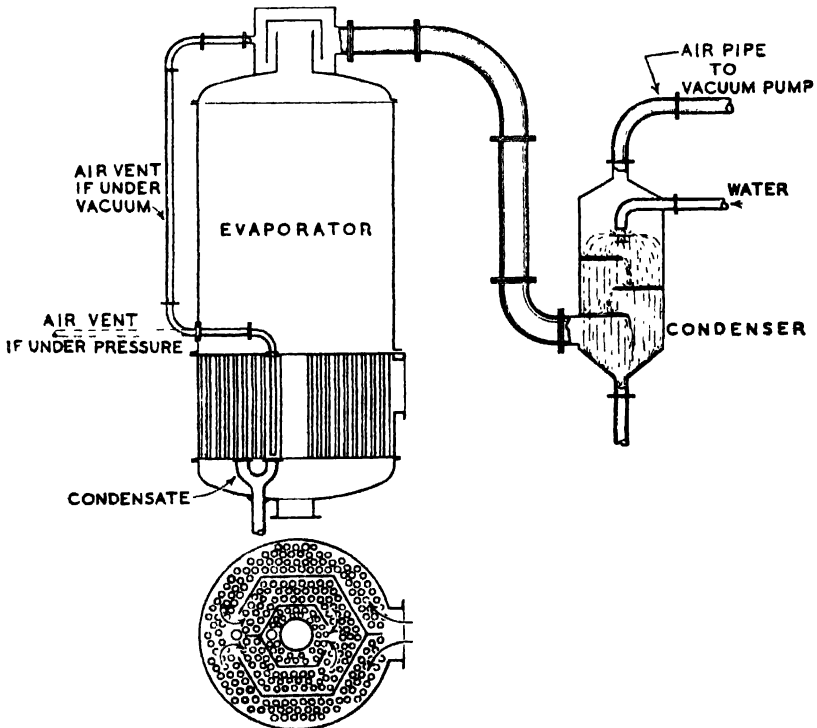 AIR PIPE
TO
VACUUM PUMP
WATER
AIR VENT
IF UNDER
VACUUM
EVAPORATOR
AIR VENT
IF UNDER PRESSURE
CONDENSER
CONDENSATE